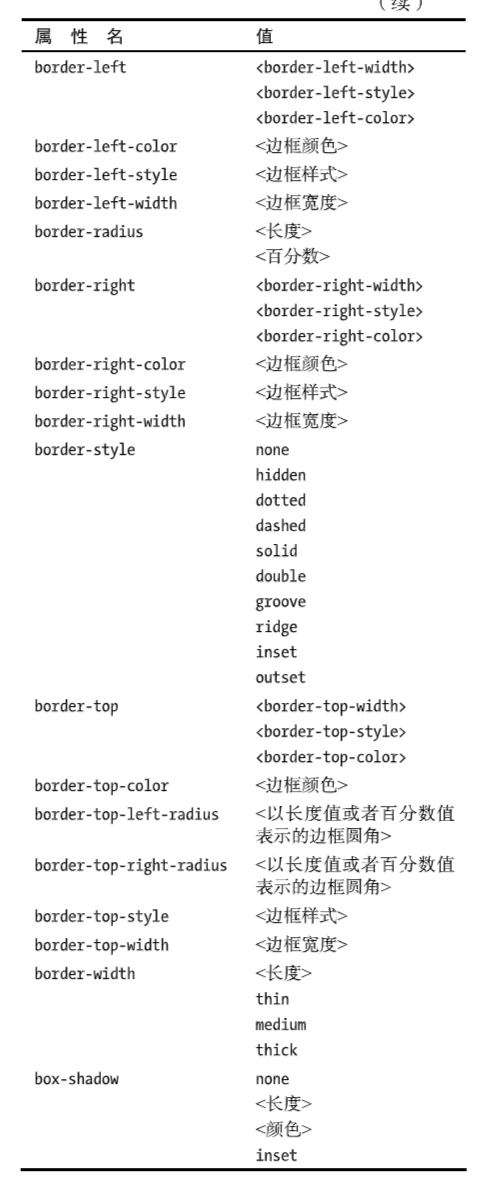 （续）
属 性 名 值
border-left <border-left-width>
<border-left-style>
<border-left-color>
border-left-color <边框颜色>
border-left-style <边框样式>
border-left-width <边框宽度>
border-radius <长度>
<百分数>
border-right <border-right-width>
<border-right-style>
<border-right-color>
border-right-color <边框颜色>
border-right-style <边框样式>
border-right-width <边框宽度>
border-style none
hidden
dotted
dashed
solid
double
groove
ridge
inset
outset
border-top <border-top-width>
<border-top-style>
<border-top-color>
border-top-color <边框颜色>
border-top-left-radius <以长度值或者百分数值
表示的边框圆角>
border-top-right-radius <以长度值或者百分数值
表示的边框圆角>
border-top-style <边框样式>
border-top-width <边框宽度>
border-width <长度>
thin
medium
thick
box-shadow none
<长度>
<颜色>
inset